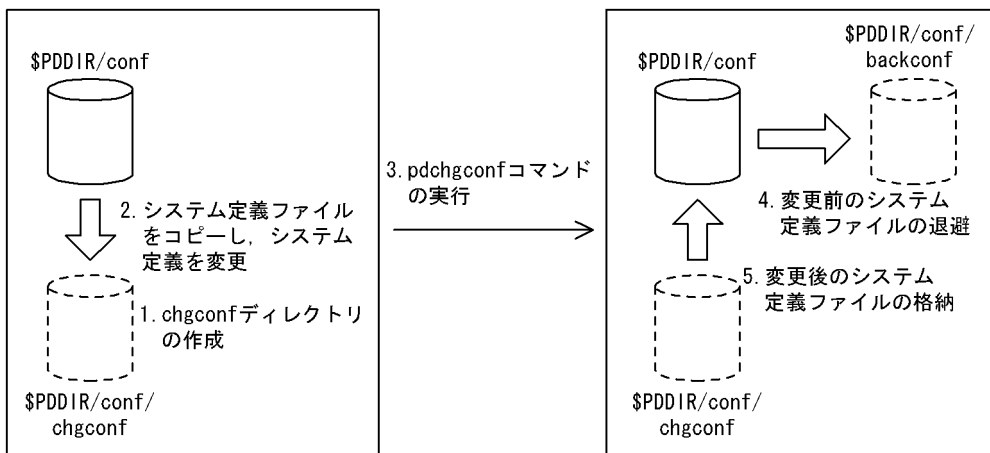 $PDDIR/conf
2. システム定義ファイル
をコピーし，システム
定義を変更
1. chgconfディレクトリ
の作成
$PDDIR/conf/
chgconf
3. pdchgconfコマンド
の実行
$PDDIR/conf
$PDDIR/conf/
backconf
4. 変更前のシステム
定義ファイルの退避
5. 変更後のシステム
定義ファイルの格納
$PDDIR/conf/
chgconf